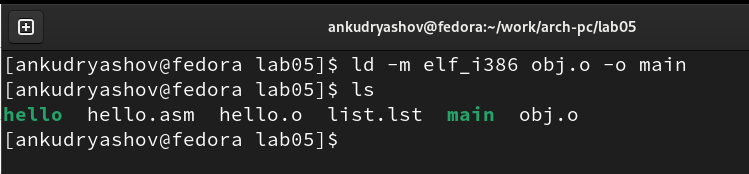 ankudryashov@fedora:~/work/arch-pc/lab05
[ankudryashov@fedora lab05]$ ld -m elf_i386 obj.o -o main
[ankudryashov@fedora lab05]$ ls
hello  hello.asm  hello.o  list.lst  main  obj.o
[ankudryashov@fedora lab05]$